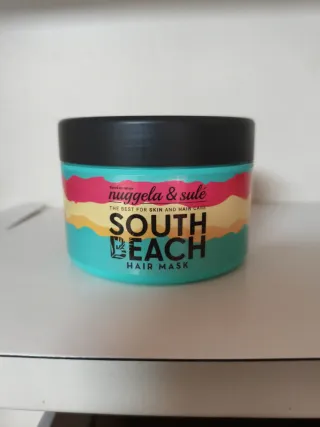 nuggela & sulé
THE BEST FOR SKIN AND HAIR CARE
SOUTH
BEACH
HAIR MASK